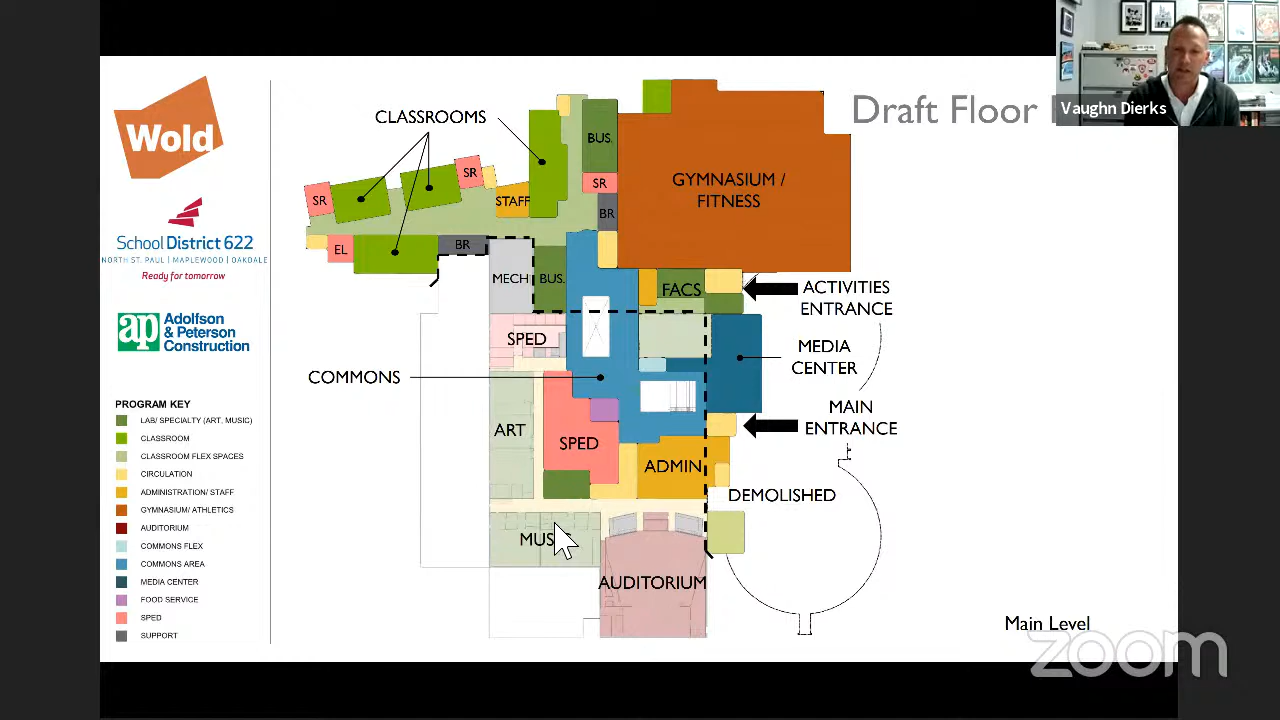 Wold
School District 622
NORTH ST. PAUL | MAPLEWOOD | OAKDALE
Ready for tomorrow
ap
Adolfson
& Peterson
Construction
PROGRAM KEY
LAB/ SPECIALTY (ART, MUSIC)
CLASSROOM
CLASSROOM FLEX SPACES
CIRCULATION
ADMINISTRATION/ STAFF
GYMNASIUM/ ATHLETICS
AUDITORIUM
COMMONS FLEX
COMMONS AREA
MEDIA CENTER
FOOD SERVICE
SPED
SUPPORT
Draft Floor
Vaughn Dierks
CLASSROOMS
BUS.
SR
SR
SR
STAFF
BR
GYMNASIUM /
FITNESS
EL
BR
MECH
BUS.
FACS
ACTIVITIES
ENTRANCE
SPED
MEDIA
CENTER
COMMONS
MAIN
ENTRANCE
ART
SPED
ADMIN
DEMOLISHED
MUS
AUDITORIUM
Main Level
zoom